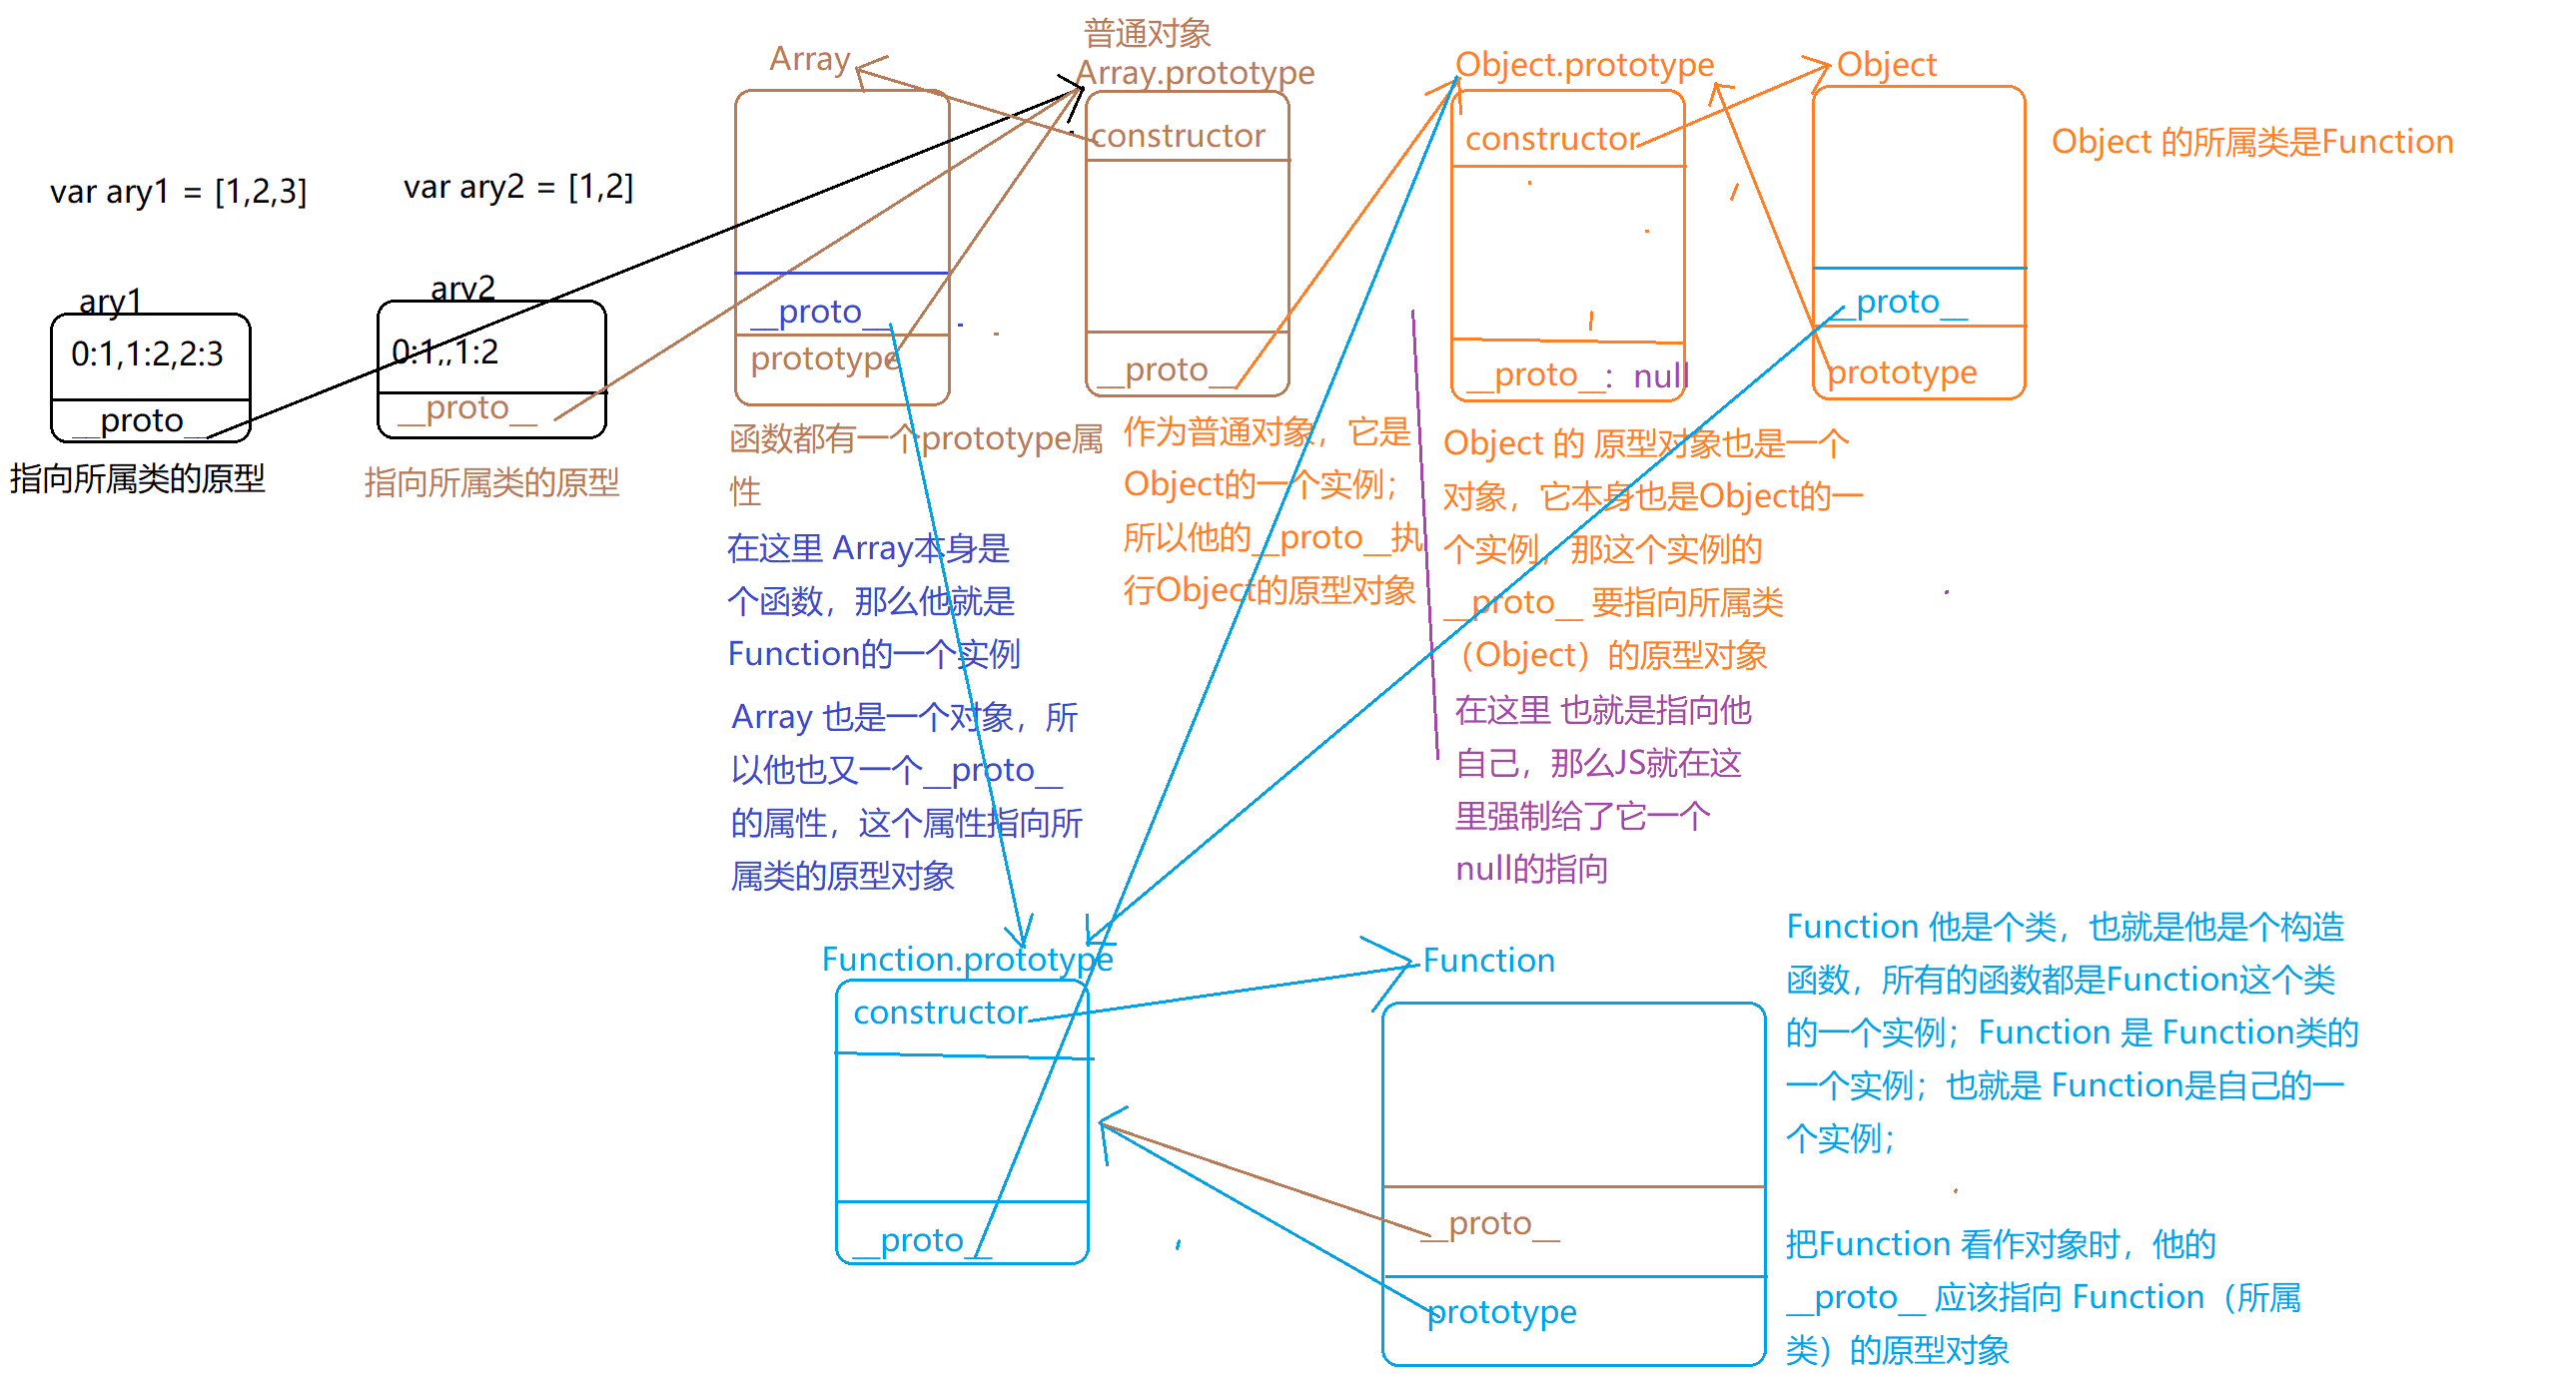 普通对象
Array
Array.prototype
Object.prototype
Object
constructor
constructor
Object 的所属类是Function
var ary1 = [1,2,3]
var ary2 = [1,2]
ary1
ary2
0:1,1:2,2:3
0:1,,1:2
__proto__
__proto__
指向所属类的原型
指向所属类的原型
__proto__
prototype
__proto__
__proto__：null
__proto__
prototype
函数都有一个prototype属
性
在这里 Array本身是
个函数，那么他就是
Function的一个实例
Array 也是一个对象，所
以他也又一个__proto__
的属性，这个属性指向所
属类的原型对象
作为普通对象，它是
Object的一个实例；
所以他的__proto__执
行Object的原型对象
Object 的 原型对象也是一个
对象，它本身也是Object的一
个实例，那这个实例的
__proto__ 要指向所属类
（Object）的原型对象
在这里 也就是指向他
自己，那么JS就在这
里强制给了它一个
null的指向
Function.prototype
constructor
__proto__
Function
__proto__
prototype
Function 他是个类，也就是他是个构造
函数，所有的函数都是Function这个类
的一个实例；Function 是 Function类的
一个实例；也就是 Function是自己的一
个实例；
把Function 看作对象时，他的
__proto__ 应该指向 Function（所属
类）的原型对象